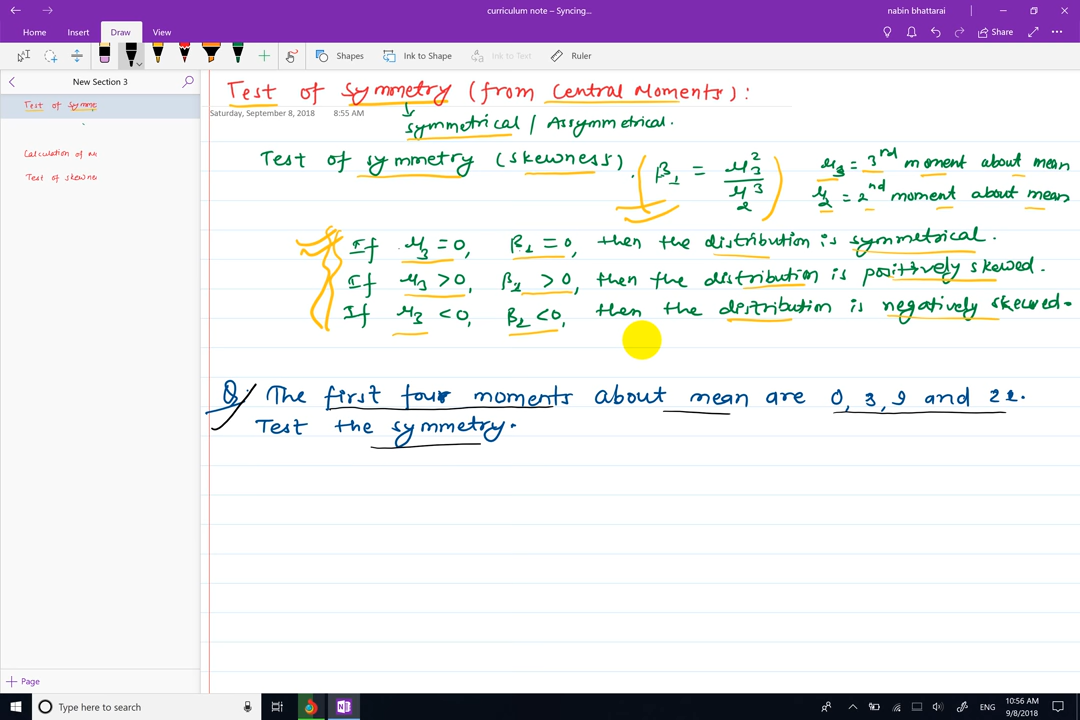 curriculum note – Syncing...
nabin bhattarai
Home Insert Draw View
Share
Shapes Ink to Shape Ink to Text Ruler
New Section 3
Test of Symme
Calculation of
Test of skewne
Page
Test of Symmetry (from Central Moments):
Saturday, September 8, 2018 8:55 AM
symmetrical / Assymmetrical.
Test of symmetry (skewness). (β₁ = μ₃² / μ₂³)
μ₃ = 3nd moment about mean
μ₂ = 2nd moment about mean
If μ₃ = 0, β₁ = 0, then the distribution is symmetrical.
If μ₃ > 0, β₁ > 0, then the distribution is positively skewed.
If μ₃ < 0, β₁ < 0, then the distribution is negatively skewed.
Q. The first four moments about mean are 0, 3, 9 and 21.
Test the symmetry.
Type here to search
ENG
10:56 AM
9/8/2018